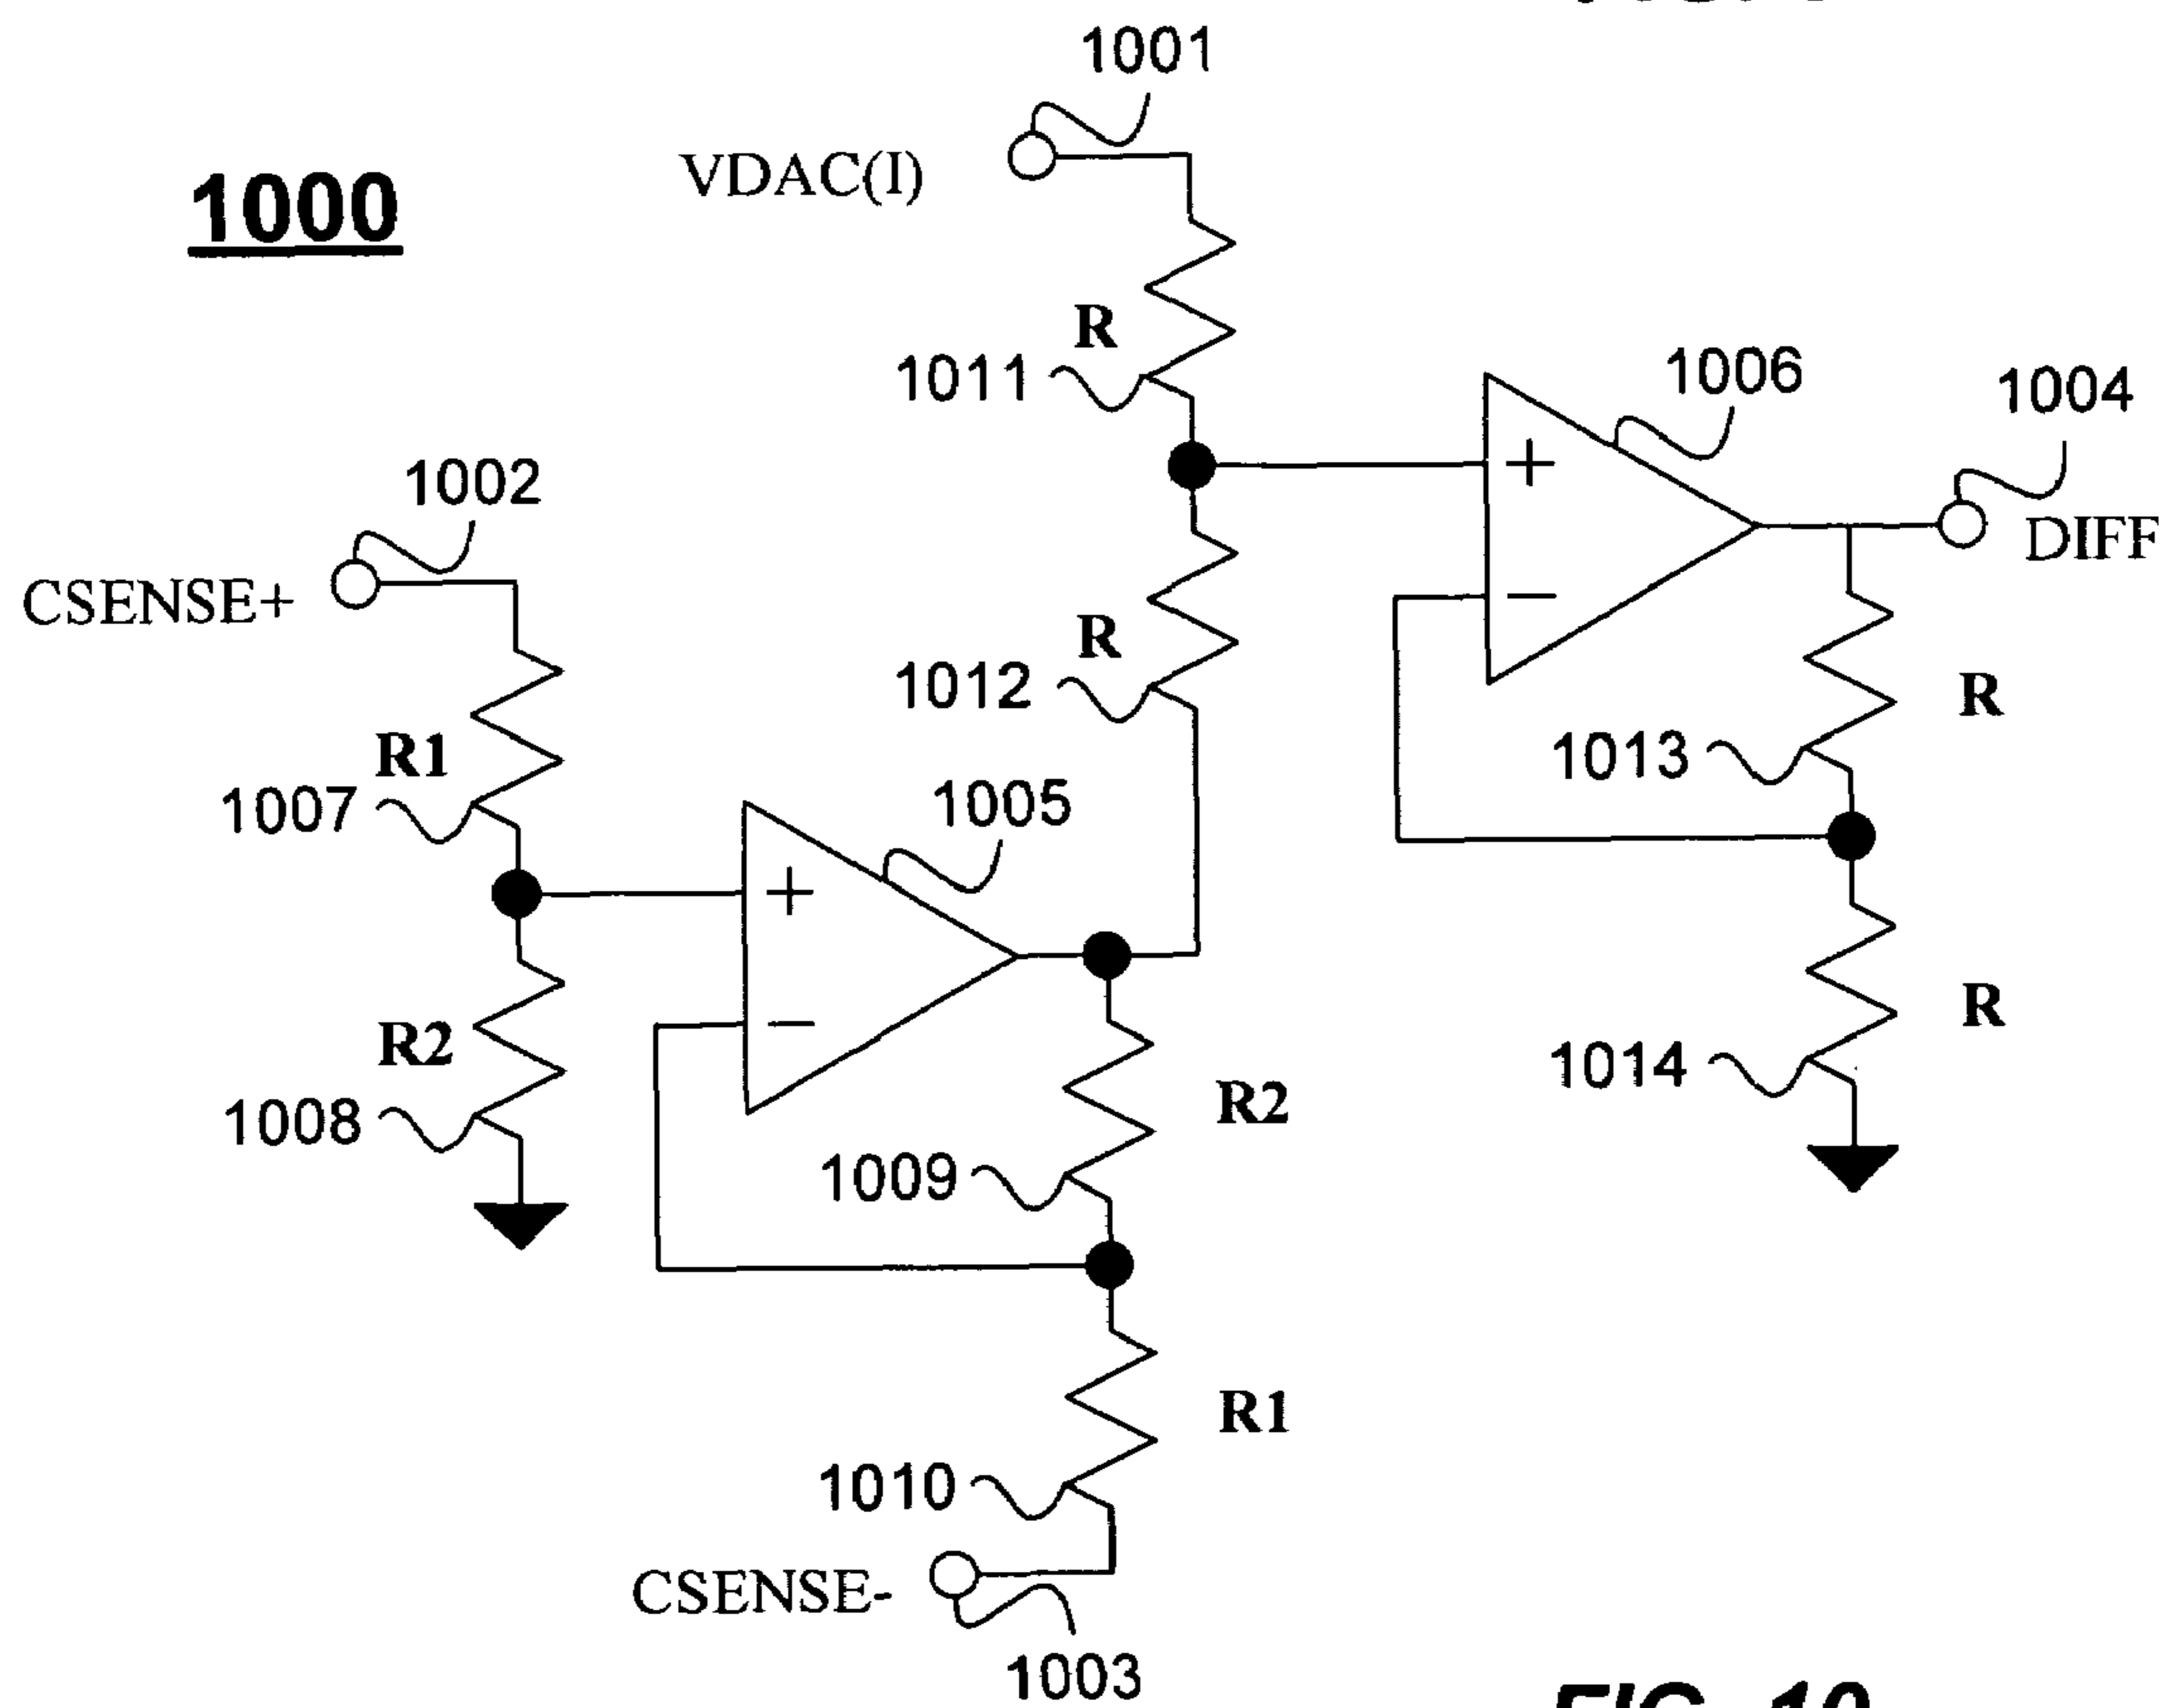 1001
VDAC(I)
1000
R
1011
1006
1004
+
DIFF
1002
CSENSE+
−
R
1012
R
1013
R1
1007
1005
+
R2
1008
−
R2
1009
R
1014
R1
1010
CSENSE-
1003